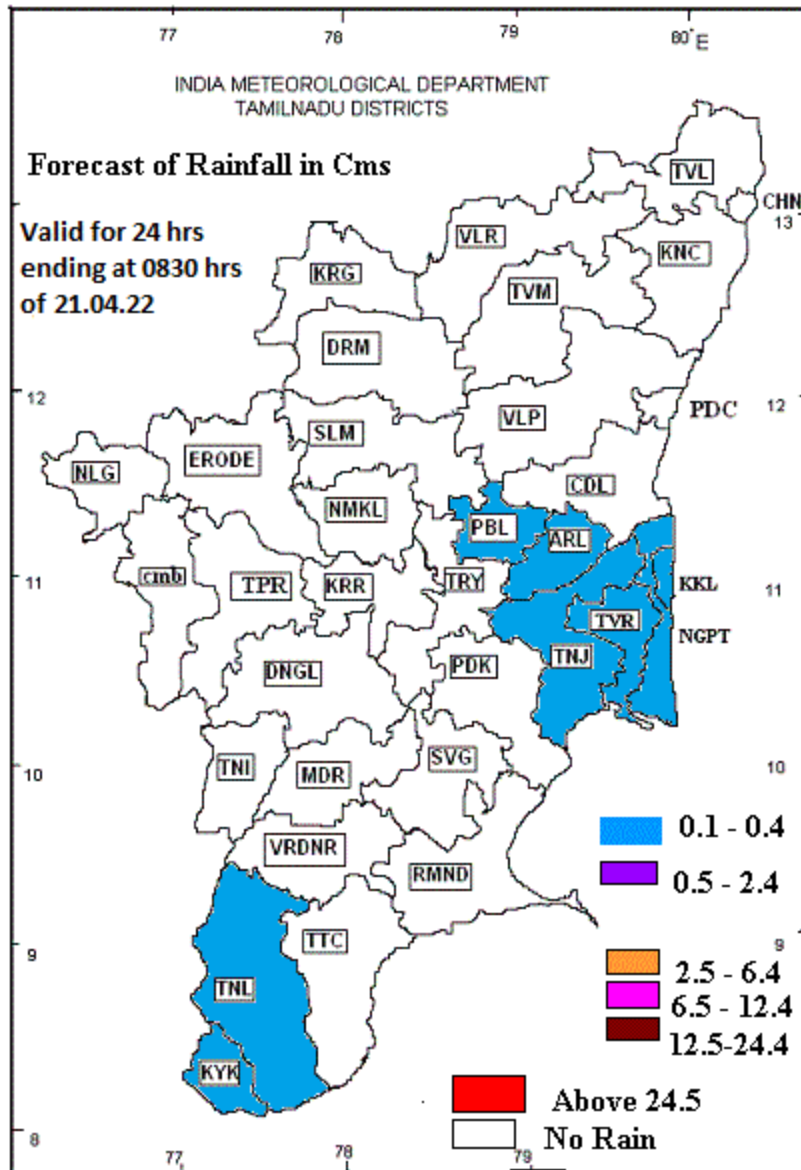 77 78 79 80°E
INDIA METEOROLOGICAL DEPARTMENT
TAMILNADU DISTRICTS
Forecast of Rainfall in Cms
TVL
CHN
Valid for 24 hrs
ending at 0830 hrs
of 21.04.22
13
VLR
KNC
KRG
TVM
DRM
12
12
PDC
VLP
SLM
ERODE
NLG
CDL
NMKL
PBL
ARL
11
cmb
TPR
KRR
TRY
KKL
11
TVR
NGPT
TNJ
DNGL
PDK
10
TNI
MDR
SVG
10
0.1 - 0.4
VRDNR
RMND
0.5 - 2.4
9
TTC
9
2.5 - 6.4
TNL
6.5 - 12.4
12.5-24.4
KYK
Above 24.5
8
No Rain
77 78 79